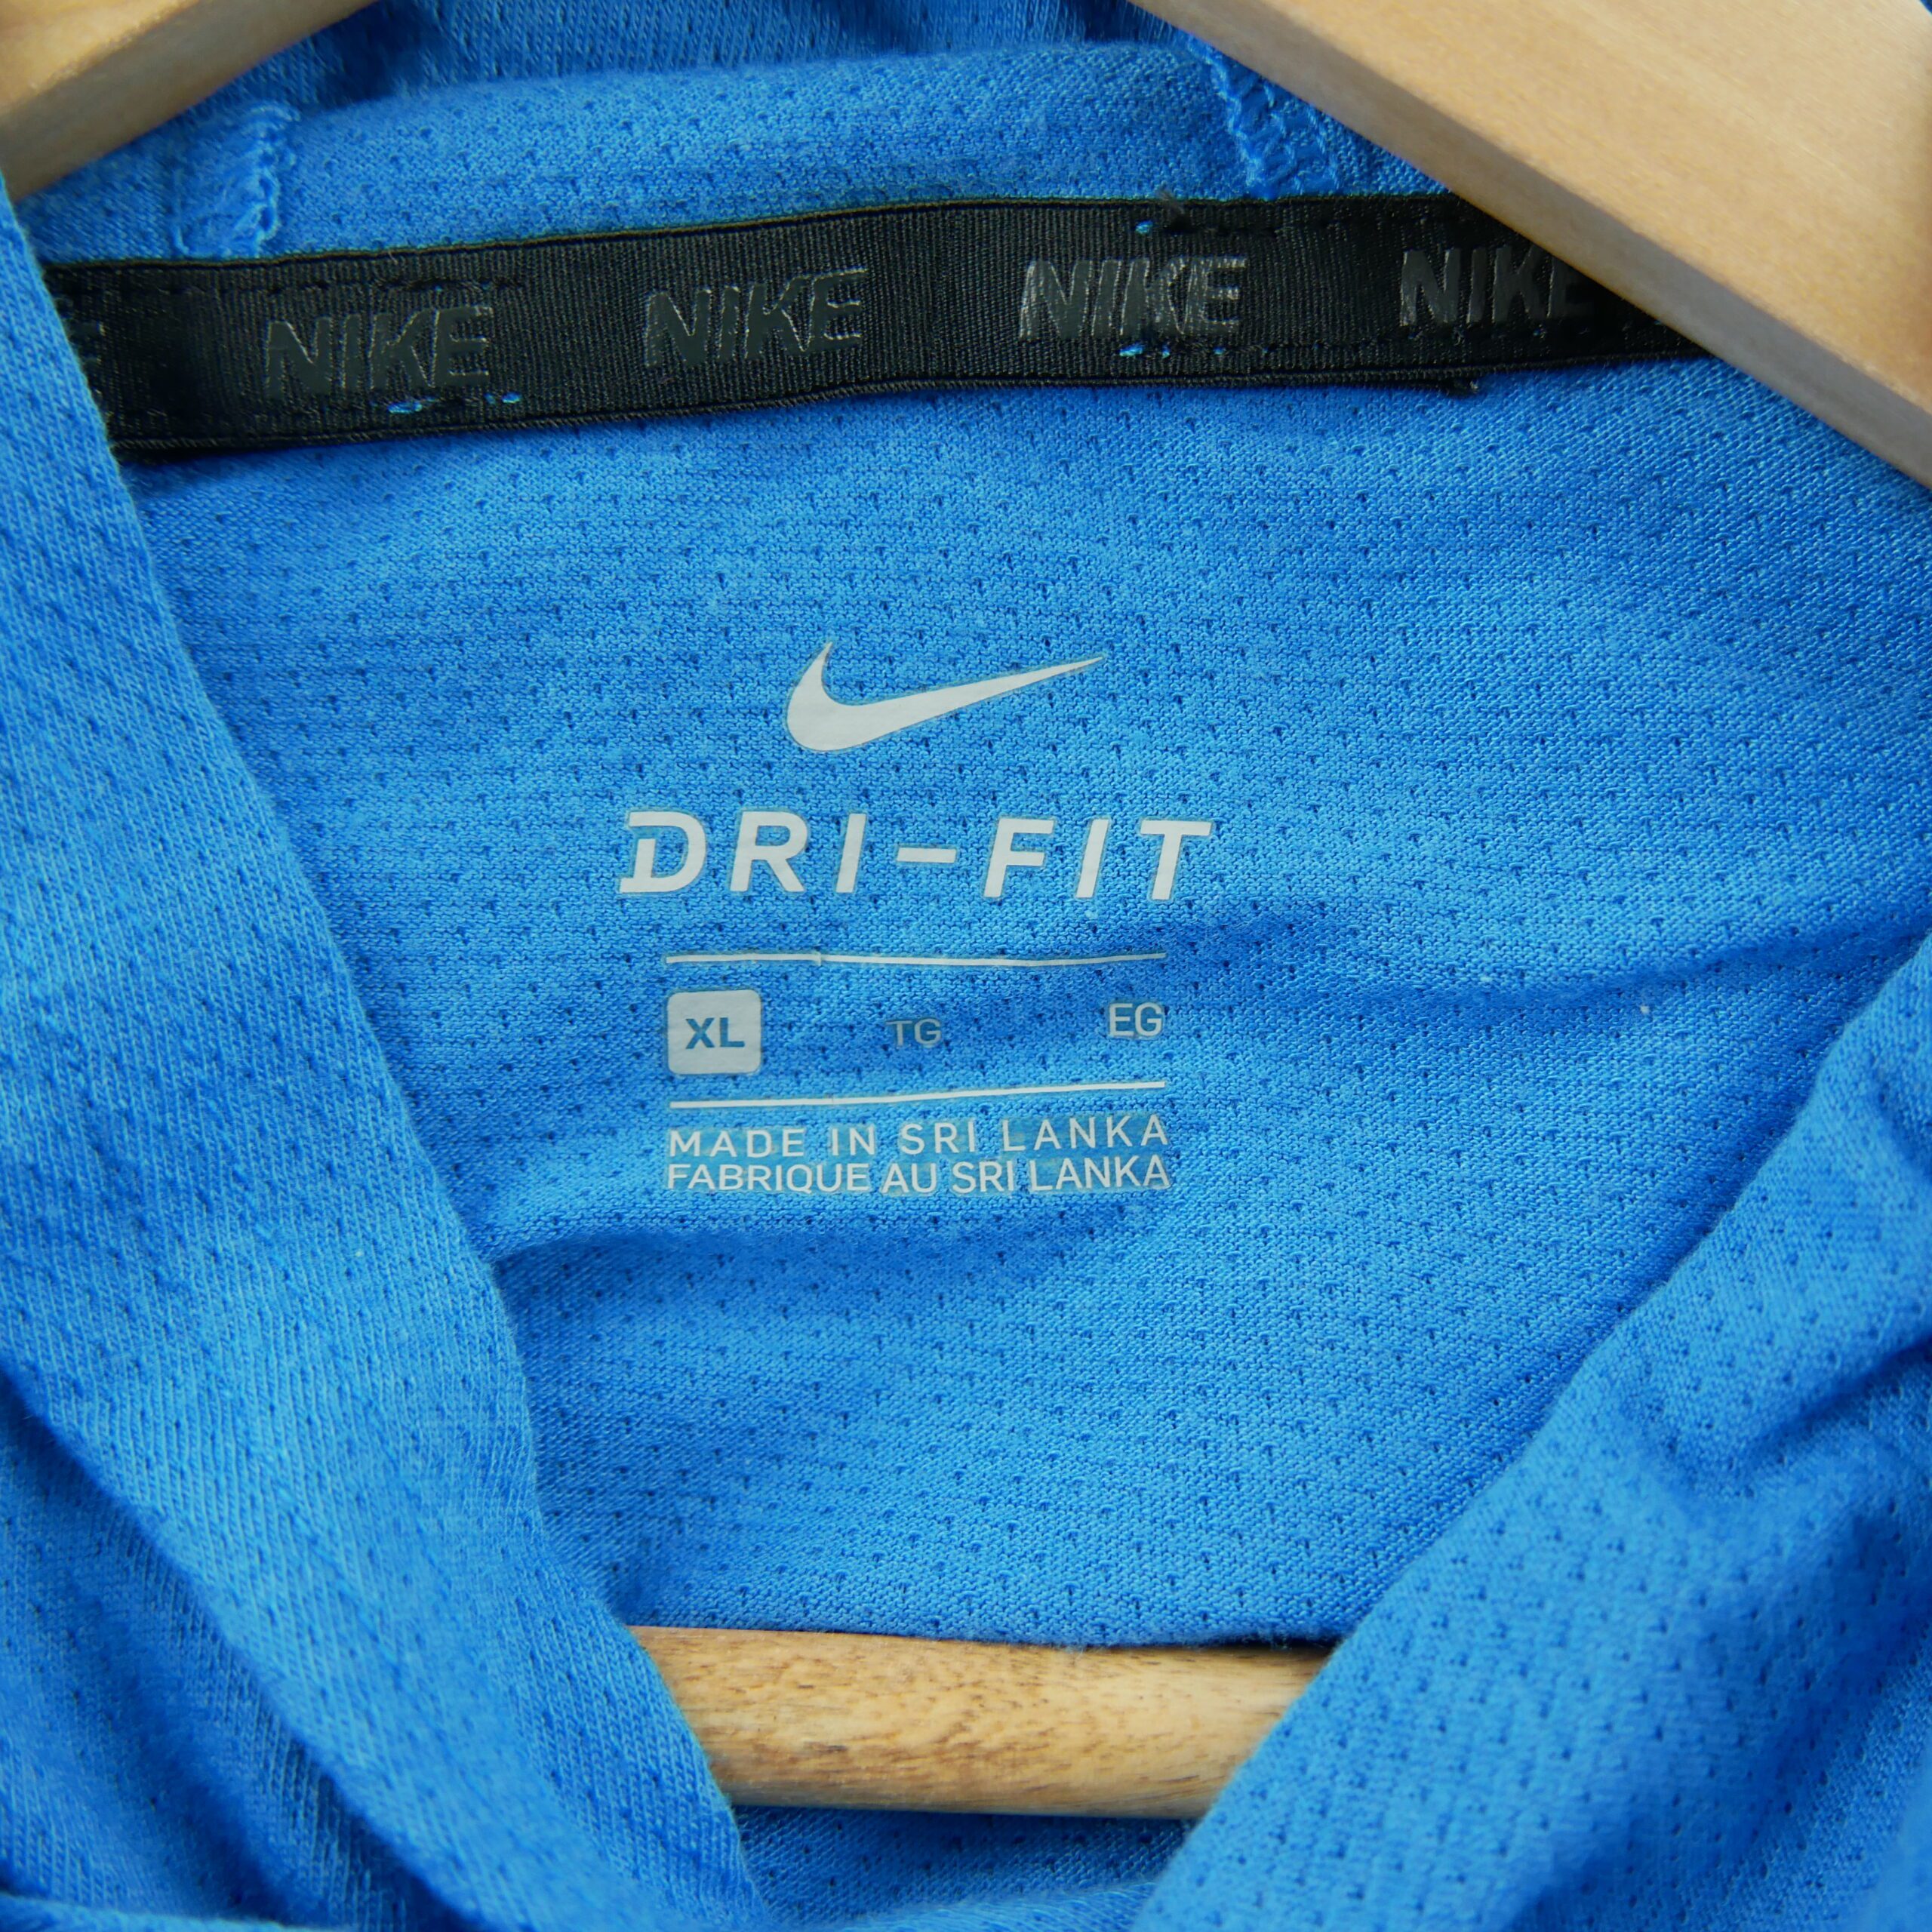 NIKE NIKE NIKE NIKE
DRI-FIT
XL TG EG
MADE IN SRI LANKA
FABRIQUE AU SRI LANKA